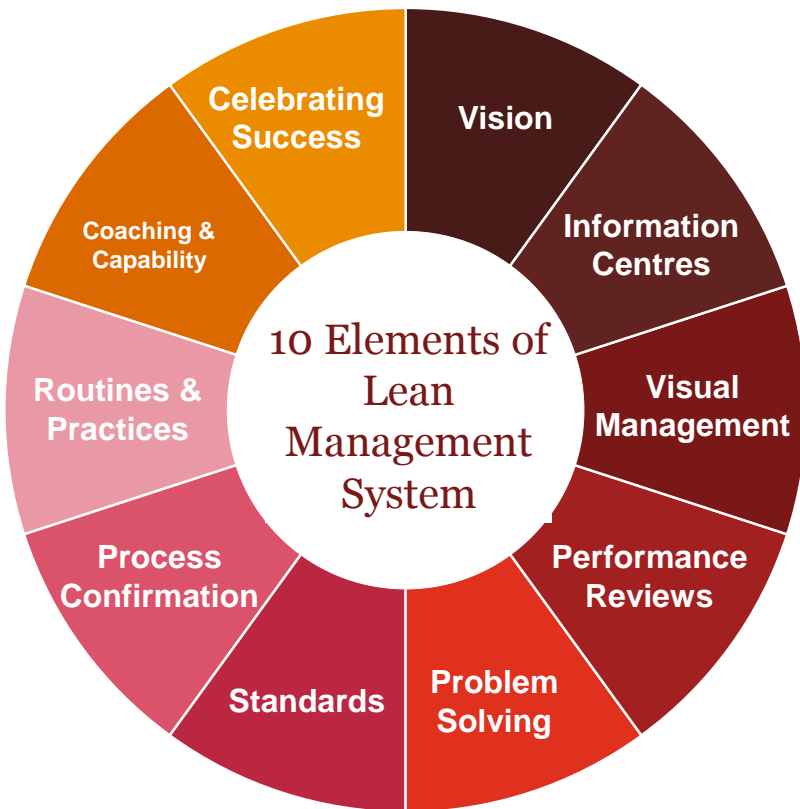 10 Elements of
Lean
Management
System
Vision
Information
Centres
Visual
Management
Performance
Reviews
Problem
Solving
Standards
Process
Confirmation
Routines &
Practices
Coaching &
Capability
Celebrating
Success